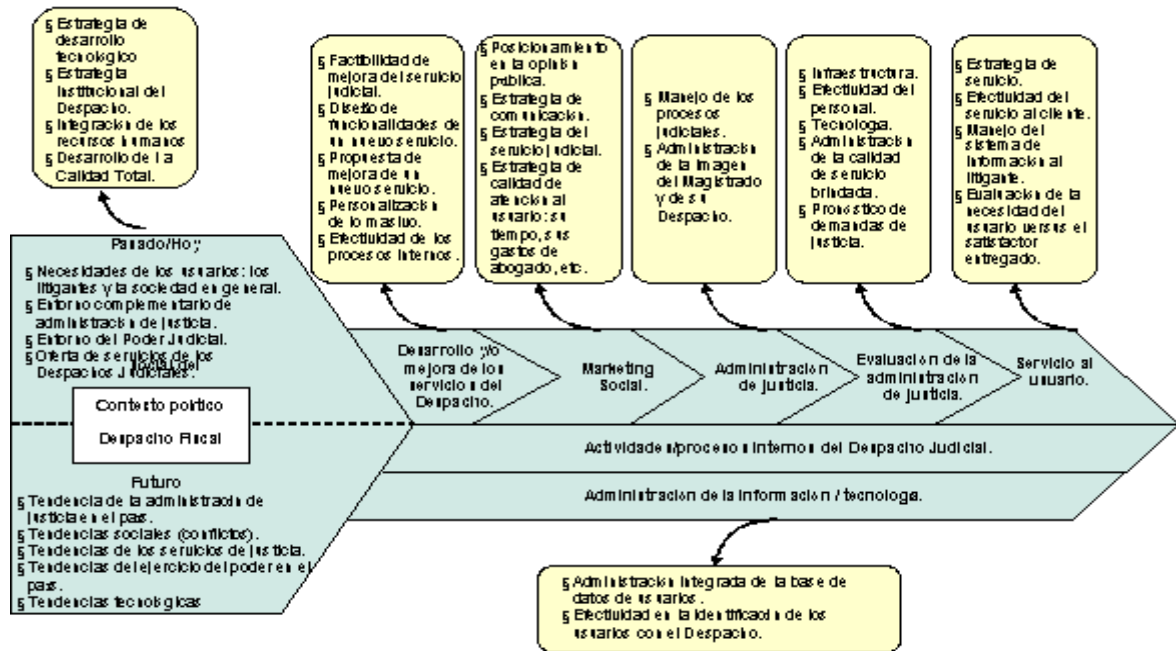 § Estrategia de
desarrollo
tecnológico
§ Estrategia
Institucional del
Despacho.
§ Integración de los
recursos humanos
§ Desarrollo de la
Calidad Total.
§ Factibilidad de
mejora del servicio
judicial.
§ Diseño de
funcionalidades de
un nuevo servicio.
§ Propuesta de
mejora de un
nuevo servicio.
§ Personalización
de lo masivo.
§ Efectividad de los
procesos internos.
§ Posicionamiento
en la opinión
pública.
§ Estrategia de
comunicación.
§ Estrategia del
servicio judicial.
§ Estrategia de
calidad de
atención al
usuario: su
tiempo, sus
gastos de
abogado, etc.
§ Manejo de los
procesos
judiciales.
§ Administración
de la imagen
del Magistrado
y de su
Despacho.
§ Infraestructura.
§ Efectividad del
personal.
§ Tecnología.
§ Administración
de la calidad
de servicio
brindada.
§ Pronóstico de
demandas de
justicia.
§ Estrategia de
servicio.
§ Efectividad del
servicio al cliente.
§ Manejo del
sistema de
información al
litigante.
§ Evaluación de la
necesidad del
usuario versus el
satisfactor
entregado.
Pasado/Hoy
§ Necesidades de los usuarios: los
litigantes y la sociedad en general.
§ Entorno complementario de
administración de justicia.
§ Entorno del Poder Judicial.
§ Oferta de servicios de los
social del
Despachos Judiciales.
Contexto político
Despacho Fiscal
Futuro
§ Tendencia de la administración de
justicia en el país.
§ Tendencias sociales (conflictos).
§ Tendencias de los servicios de justicia.
§ Tendencias del ejercicio del poder en el
país.
§ Tendencias tecnológicas
Desarrollo y/o
mejora de los
servicios del
Despacho.
Marketing
Social.
Administración
de justicia.
Evaluación de la
administración
de justicia.
Servicio al
usuario.
Actividades/procesos internos del Despacho Judicial.
Administración de la información / tecnología.
§ Administración integrada de la base de
datos de usuarios.
§ Efectividad en la identificación de los
usuarios con el Despacho.